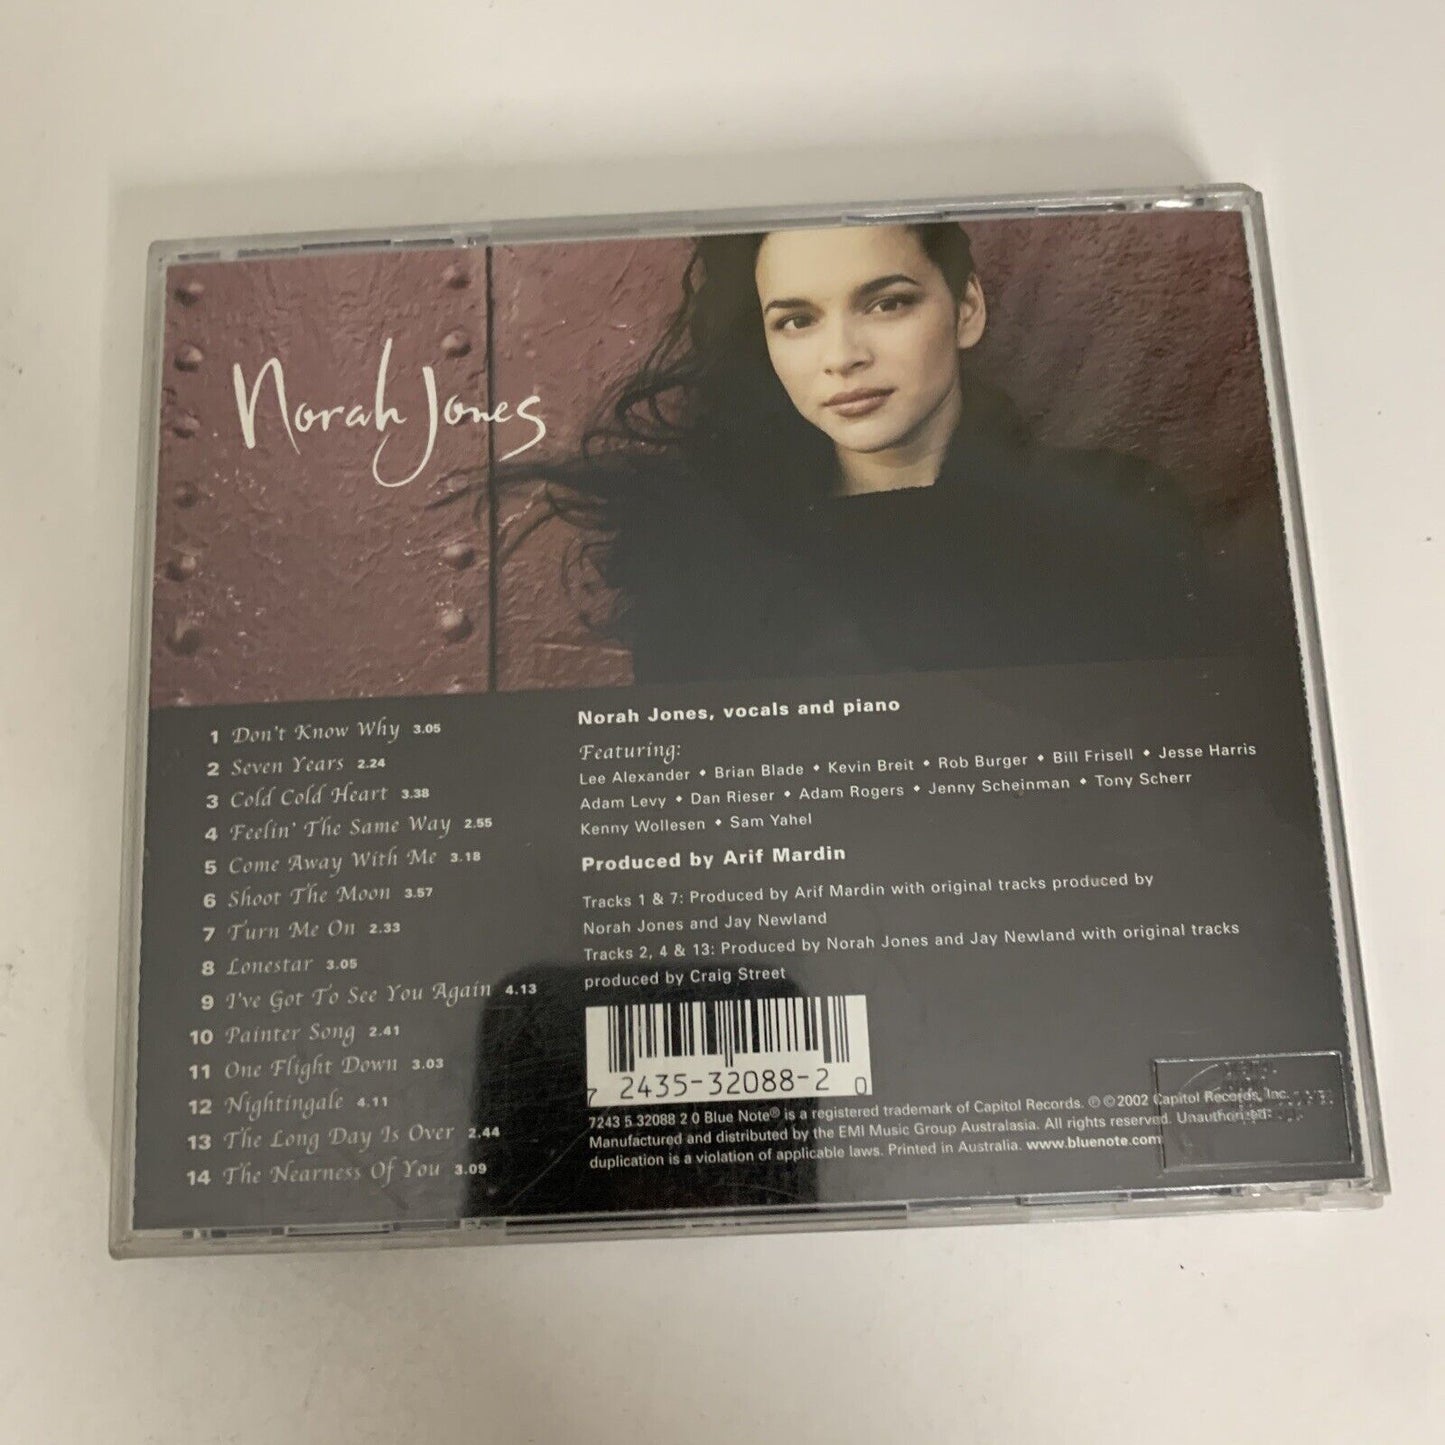 Norah Jones
1 Don't Know Why 3.05
2 Seven Years 2.24
3 Cold Cold Heart 3.38
4 Feelin' The Same Way 2.55
5 Come Away With Me 3.18
6 Shoot The Moon 3.57
7 Turn Me On 2.33
8 Lonestar 3.05
9 I've Got To See You Again 4.13
10 Painter Song 2.41
11 One Flight Down 3.03
12 Nightingale 4.11
13 The Long Day Is Over 2.44
14 The Nearness Of You 3.09
Norah Jones, vocals and piano
Featuring:
Lee Alexander • Brian Blade • Kevin Breit • Rob Burger • Bill Frisell • Jesse Harris
Adam Levy • Dan Rieser • Adam Rogers • Jenny Scheinman • Tony Scherr
Kenny Wollesen • Sam Yahel
Produced by Arif Mardin
Tracks 1 & 7: Produced by Arif Mardin with original tracks produced by
Norah Jones and Jay Newland
Tracks 2, 4 & 13: Produced by Norah Jones and Jay Newland with original tracks
produced by Craig Street
7 2435-32088-2 0
7243 5 32088 2 0 Blue Note® is a registered trademark of Capitol Records. ℗ © 2002 Capitol Records, Inc.
Manufactured and distributed by the EMI Music Group Australasia. All rights reserved. Unauthorized
duplication is a violation of applicable laws. Printed in Australia. www.bluenote.com